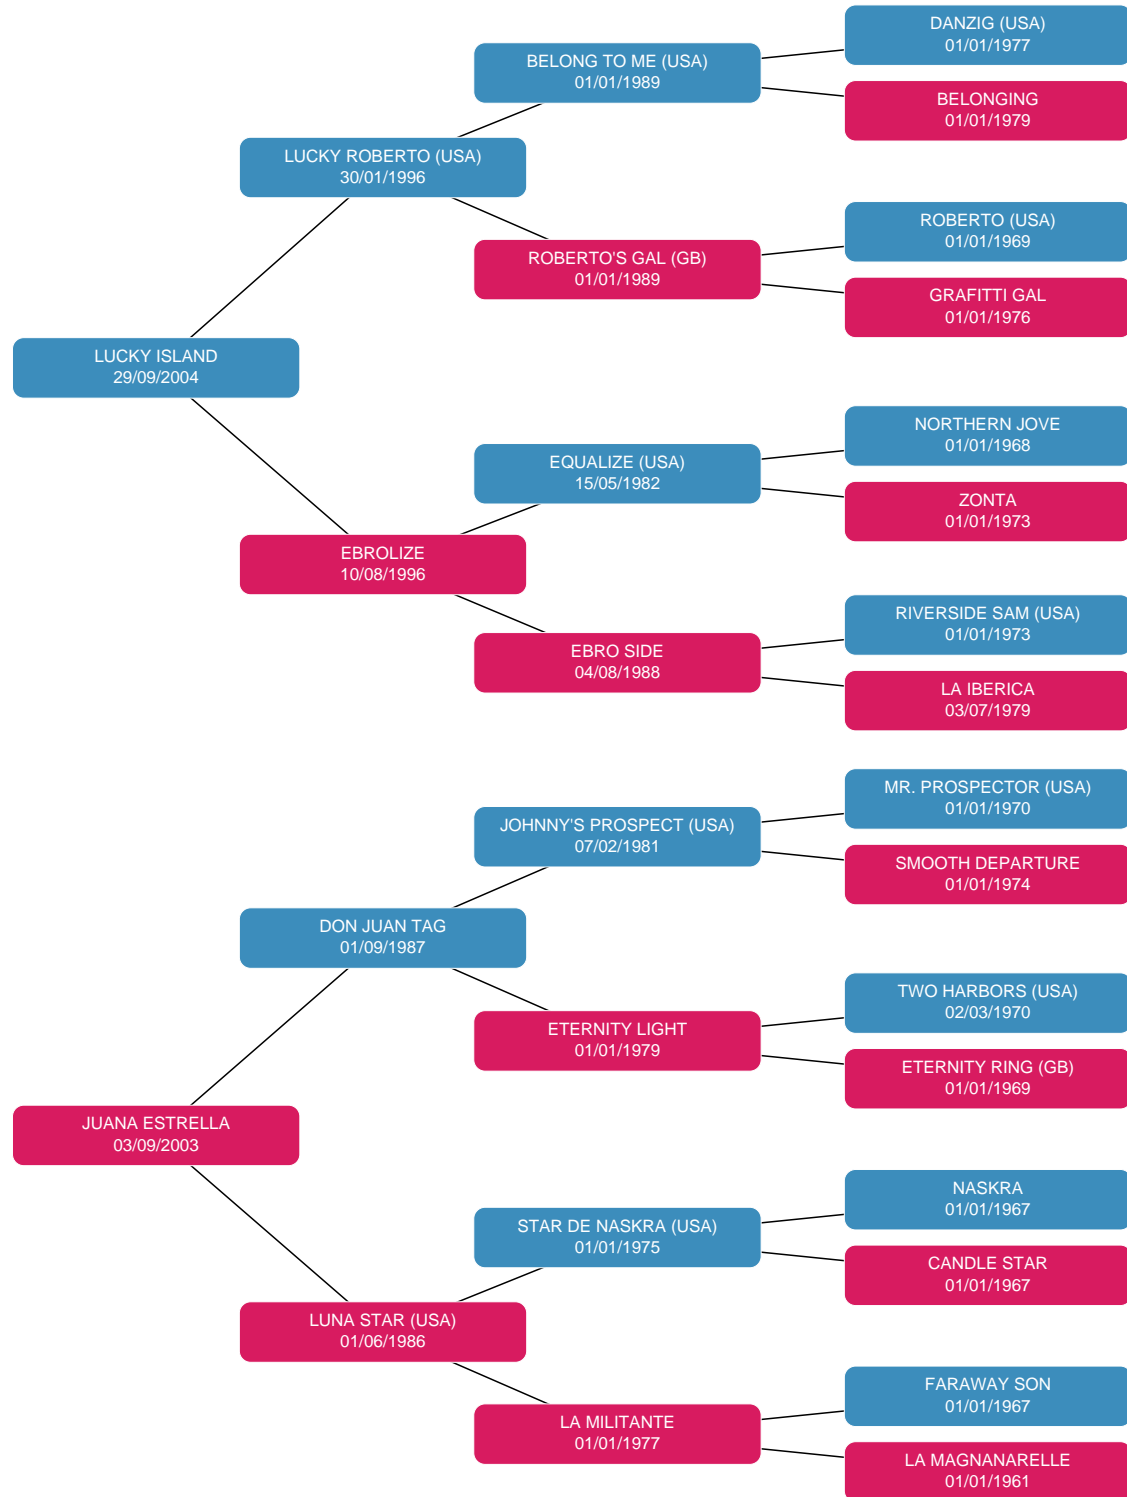 DANZIG (USA)
01/01/1977
BELONG TO ME (USA)
01/01/1989
BELONGING
01/01/1979
LUCKY ROBERTO (USA)
30/01/1996
ROBERTO (USA)
01/01/1969
ROBERTO'S GAL (GB)
01/01/1989
GRAFITTI GAL
01/01/1976
LUCKY ISLAND
29/09/2004
NORTHERN JOVE
01/01/1968
EQUALIZE (USA)
15/05/1982
ZONTA
01/01/1973
EBROLIZE
10/08/1996
RIVERSIDE SAM (USA)
01/01/1973
EBRO SIDE
04/08/1988
LA IBERICA
03/07/1979
MR. PROSPECTOR (USA)
01/01/1970
JOHNNY'S PROSPECT (USA)
07/02/1981
SMOOTH DEPARTURE
01/01/1974
DON JUAN TAG
01/09/1987
TWO HARBORS (USA)
02/03/1970
ETERNITY LIGHT
01/01/1979
ETERNITY RING (GB)
01/01/1969
JUANA ESTRELLA
03/09/2003
NASKRA
01/01/1967
STAR DE NASKRA (USA)
01/01/1975
CANDLE STAR
01/01/1967
LUNA STAR (USA)
01/06/1986
FARAWAY SON
01/01/1967
LA MILITANTE
01/01/1977
LA MAGNANARELLE
01/01/1961